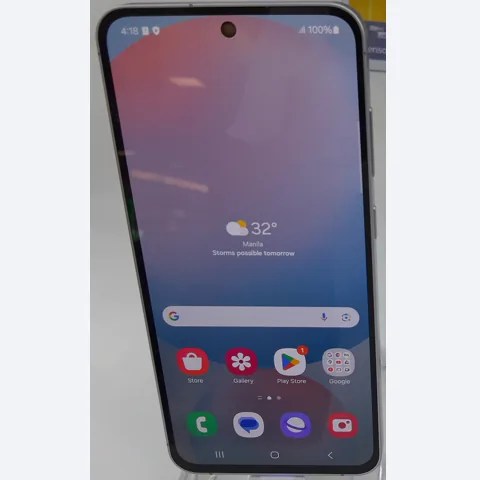 4:18
100%
32°
Manila
Storms possible tomorrow
G
1
Store
Gallery
Play Store
Google